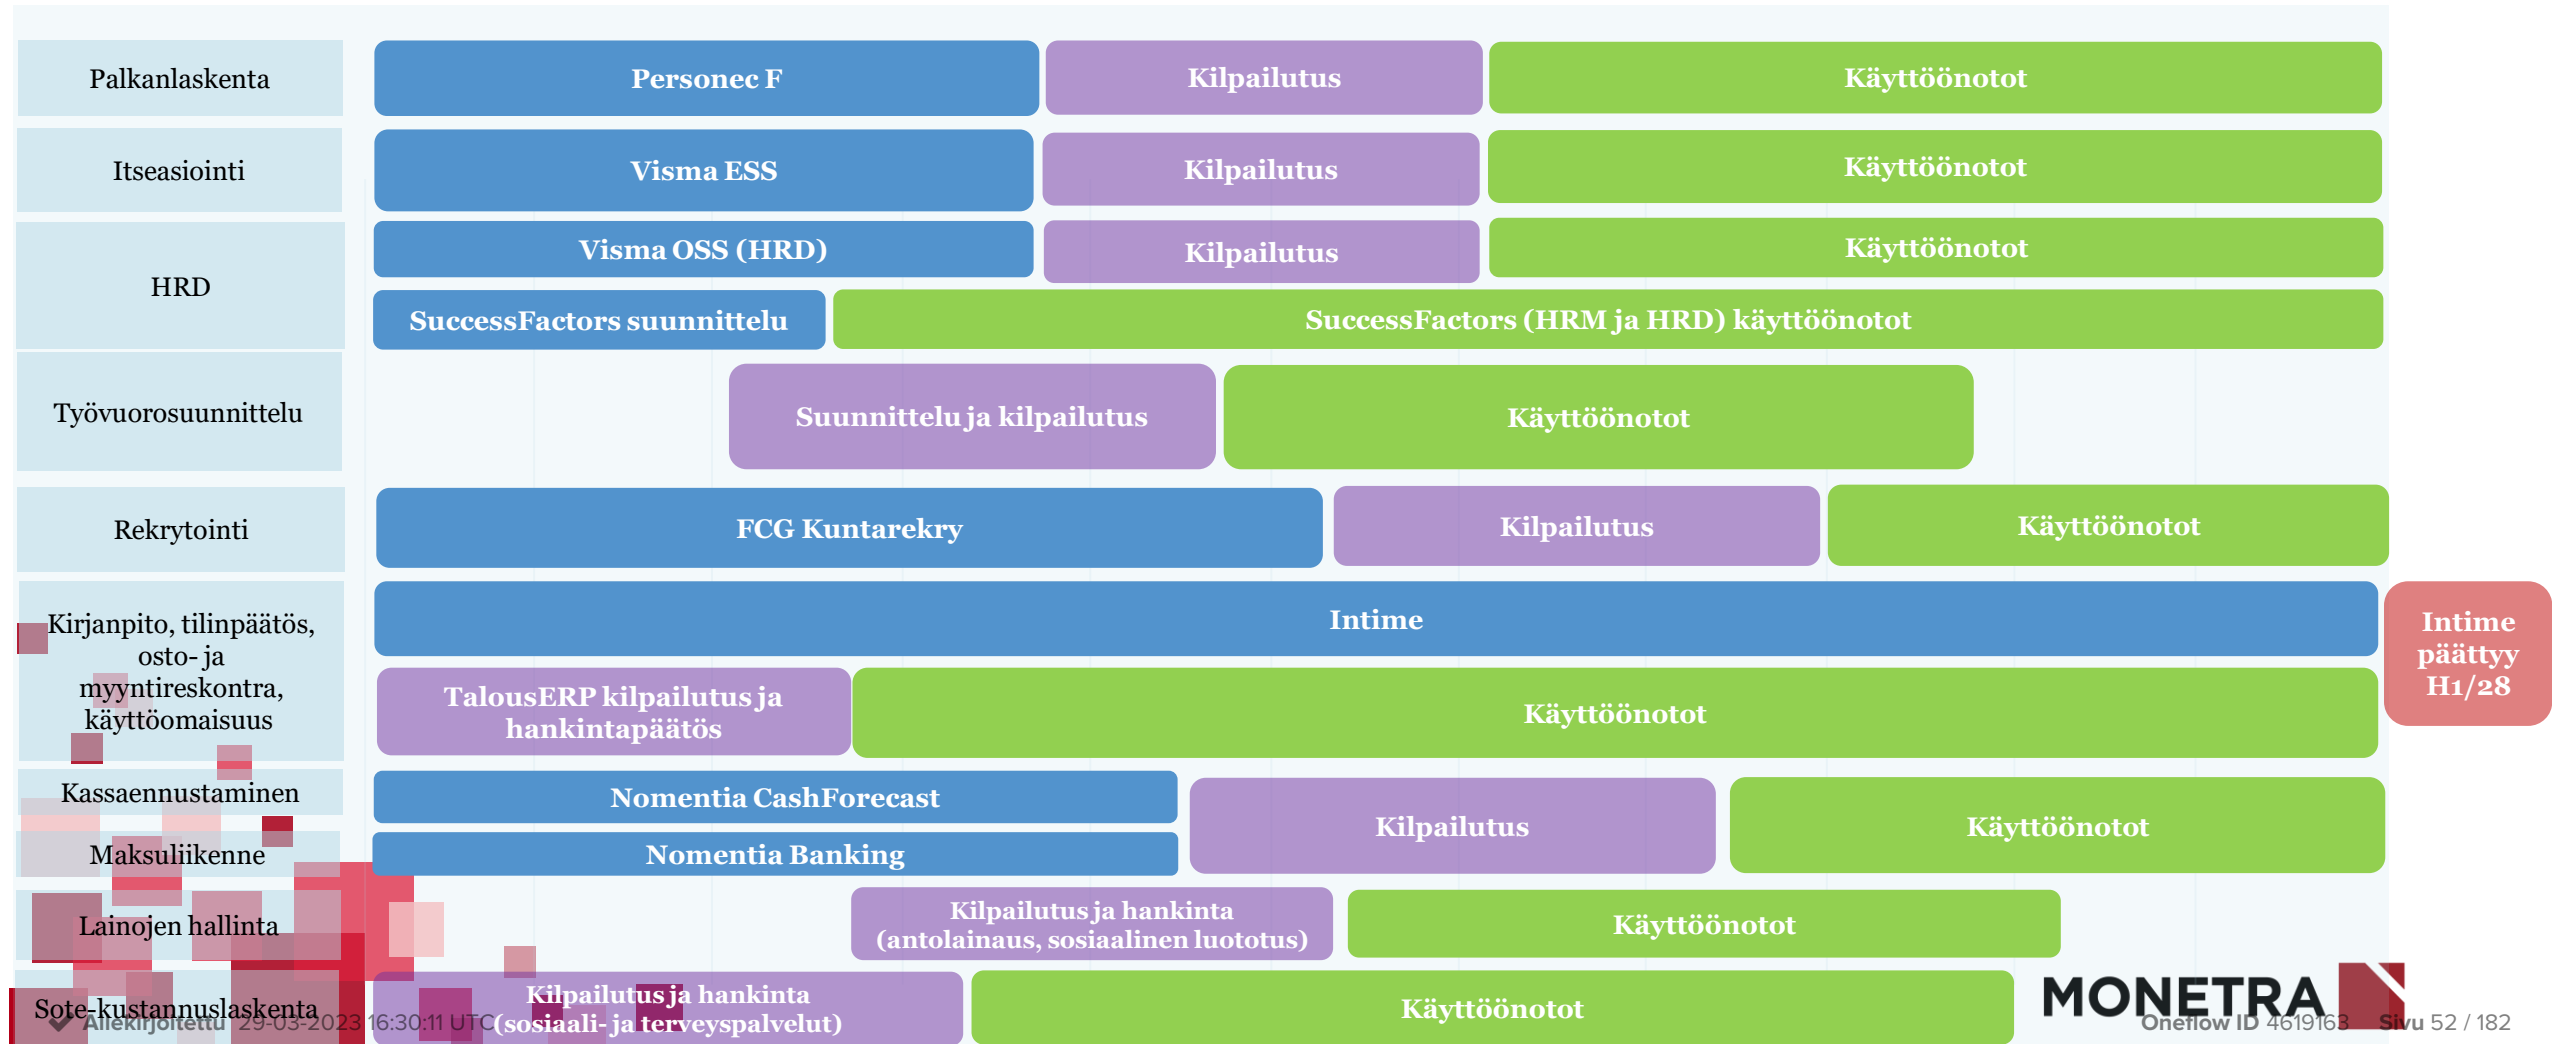 Palkanlaskenta
Personec F
Kilpailutus
Käyttöönotot
Itseasiointi
Visma ESS
Kilpailutus
Käyttöönotot
HRD
Visma OSS (HRD)
Kilpailutus
Käyttöönotot
SuccessFactors suunnittelu
SuccessFactors (HRM ja HRD) käyttöönotot
Työvuorosuunnittelu
Suunnittelu ja kilpailutus
Käyttöönotot
Rekrytointi
FCG Kuntarekry
Kilpailutus
Käyttöönotot
Kirjanpito, tilinpäätös,
osto- ja
myyntireskontra,
käyttöomaisuus
Intime
Intime
päättyy
H1/28
TalousERP kilpailutus ja
hankintapäätös
Käyttöönotot
Kassaennustaminen
Nomentia CashForecast
Kilpailutus
Käyttöönotot
Maksuliikenne
Nomentia Banking
Lainojen hallinta
Kilpailutus ja hankinta
(antolainaus, sosiaalinen luototus)
Käyttöönotot
Sote-kustannuslaskenta
Kilpailutus ja hankinta
(sosiaali- ja terveyspalvelut)
Käyttöönotot
MONETRA
Allekirjoitettu 29-03-2023 16:30:11 UTC
Oneflow ID 4619163 Sivu 52 / 182